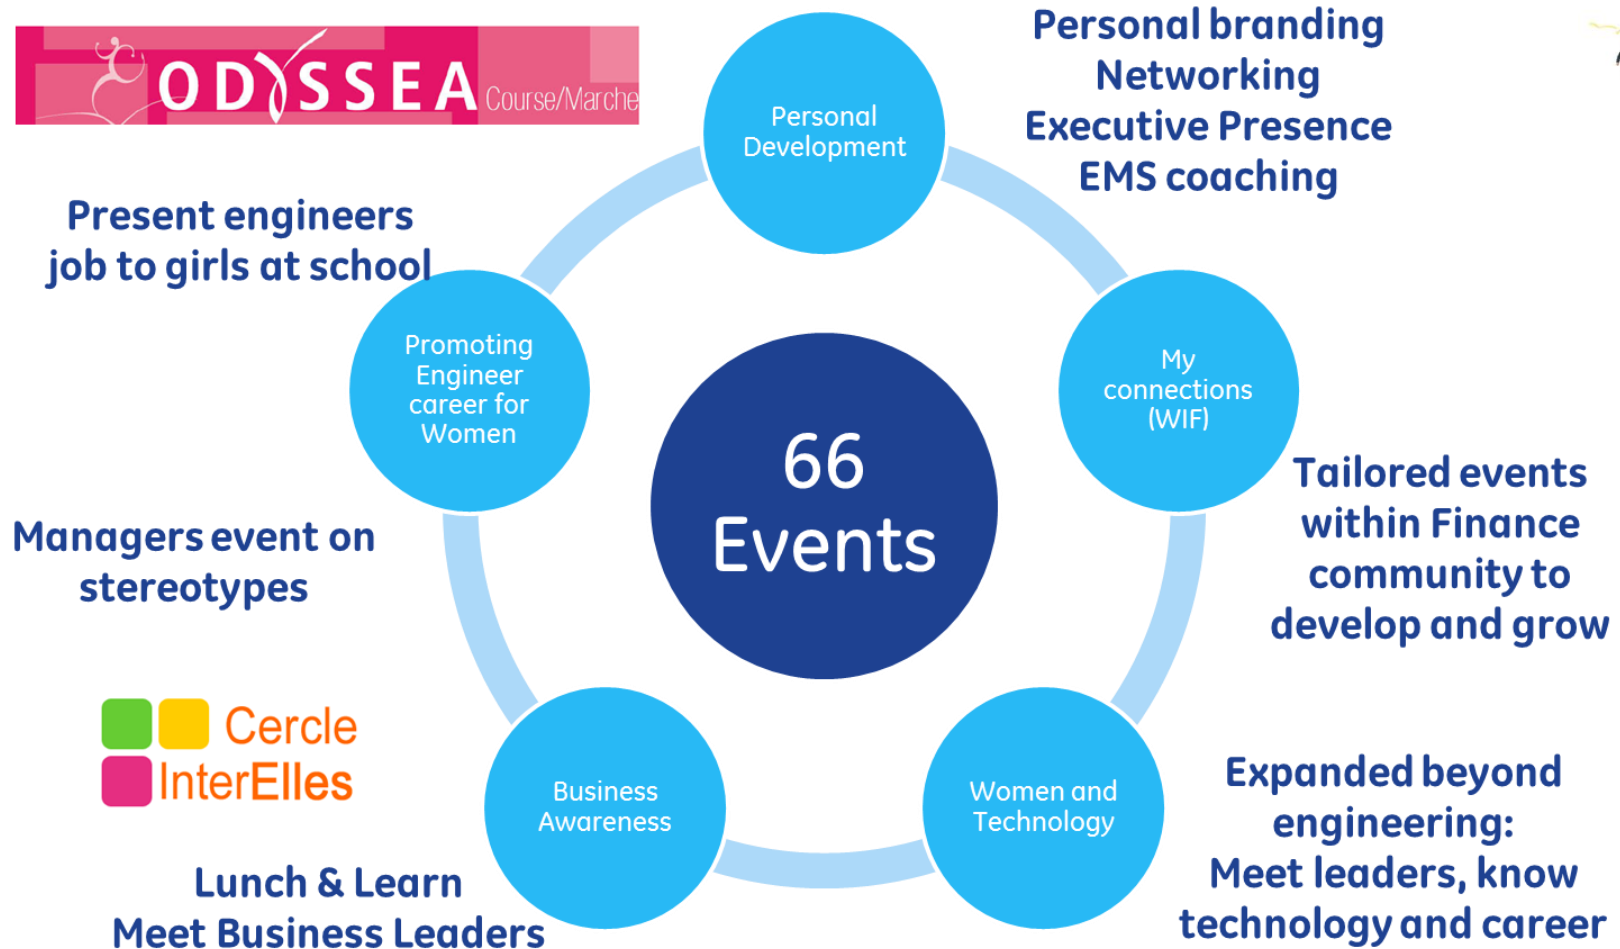 ODYSSEA Course/Marche
Personal branding
Networking
Executive Presence
EMS coaching
Personal
Development
Present engineers
job to girls at school
Promoting
Engineer
career for
Women
My
connections
(WIF)
66
Events
Tailored events
within Finance
community to
develop and grow
Managers event on
stereotypes
Cercle
InterElles
Business
Awareness
Women and
Technology
Expanded beyond
engineering:
Meet leaders, know
technology and career
Lunch & Learn
Meet Business Leaders